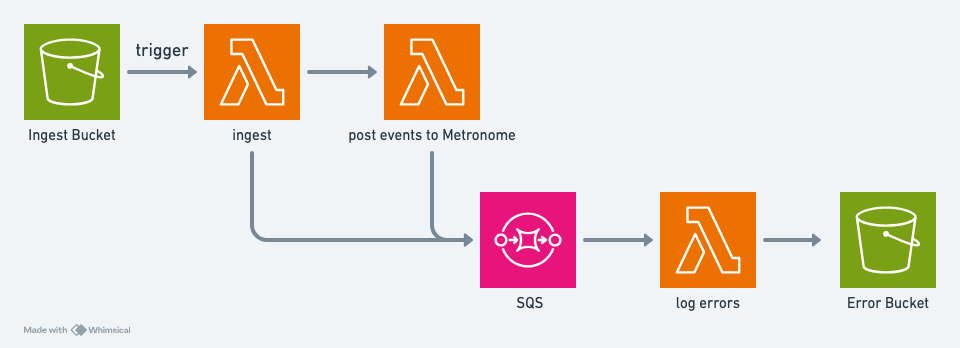 trigger
Ingest Bucket
ingest
post events to Metronome
SQS
log errors
Error Bucket
Made with Whimsical